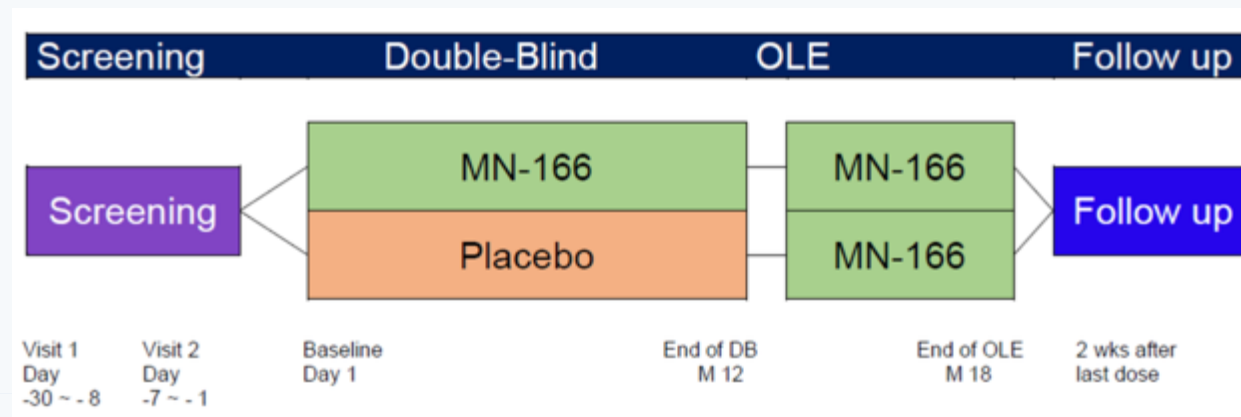 Screening Double-Blind OLE Follow up
MN-166 MN-166
Screening Follow up
Placebo MN-166
Visit 1 Visit 2 Baseline End of DB End of OLE 2 wks after
Day Day Day 1 M 12 M 18 last dose
-30 ~ - 8 -7 ~ - 1